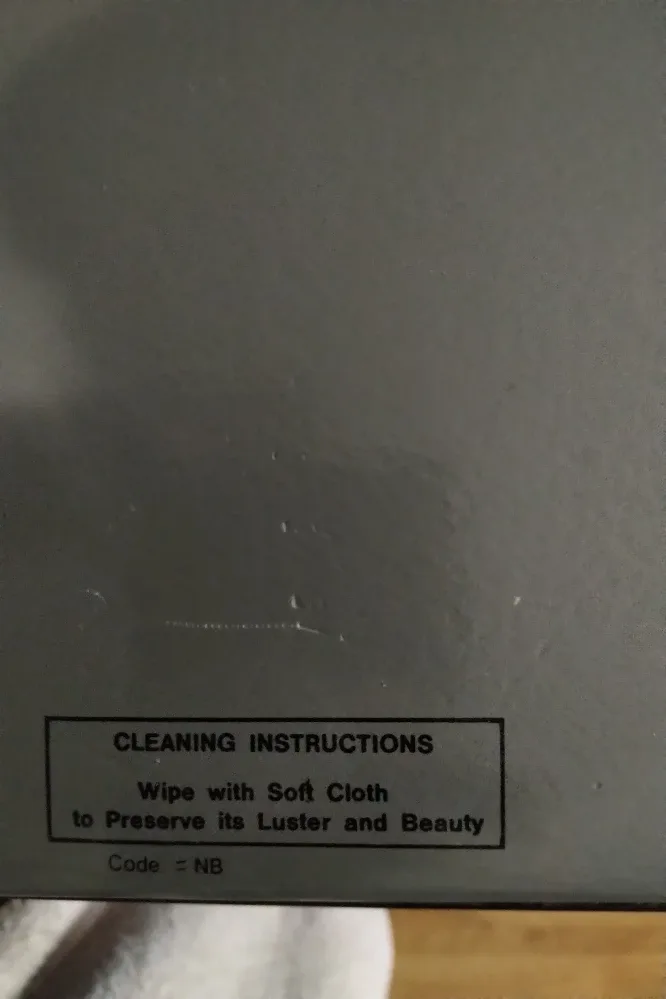 CLEANING INSTRUCTIONS
Wipe with Soft Cloth
to Preserve its Luster and Beauty
Code = NB